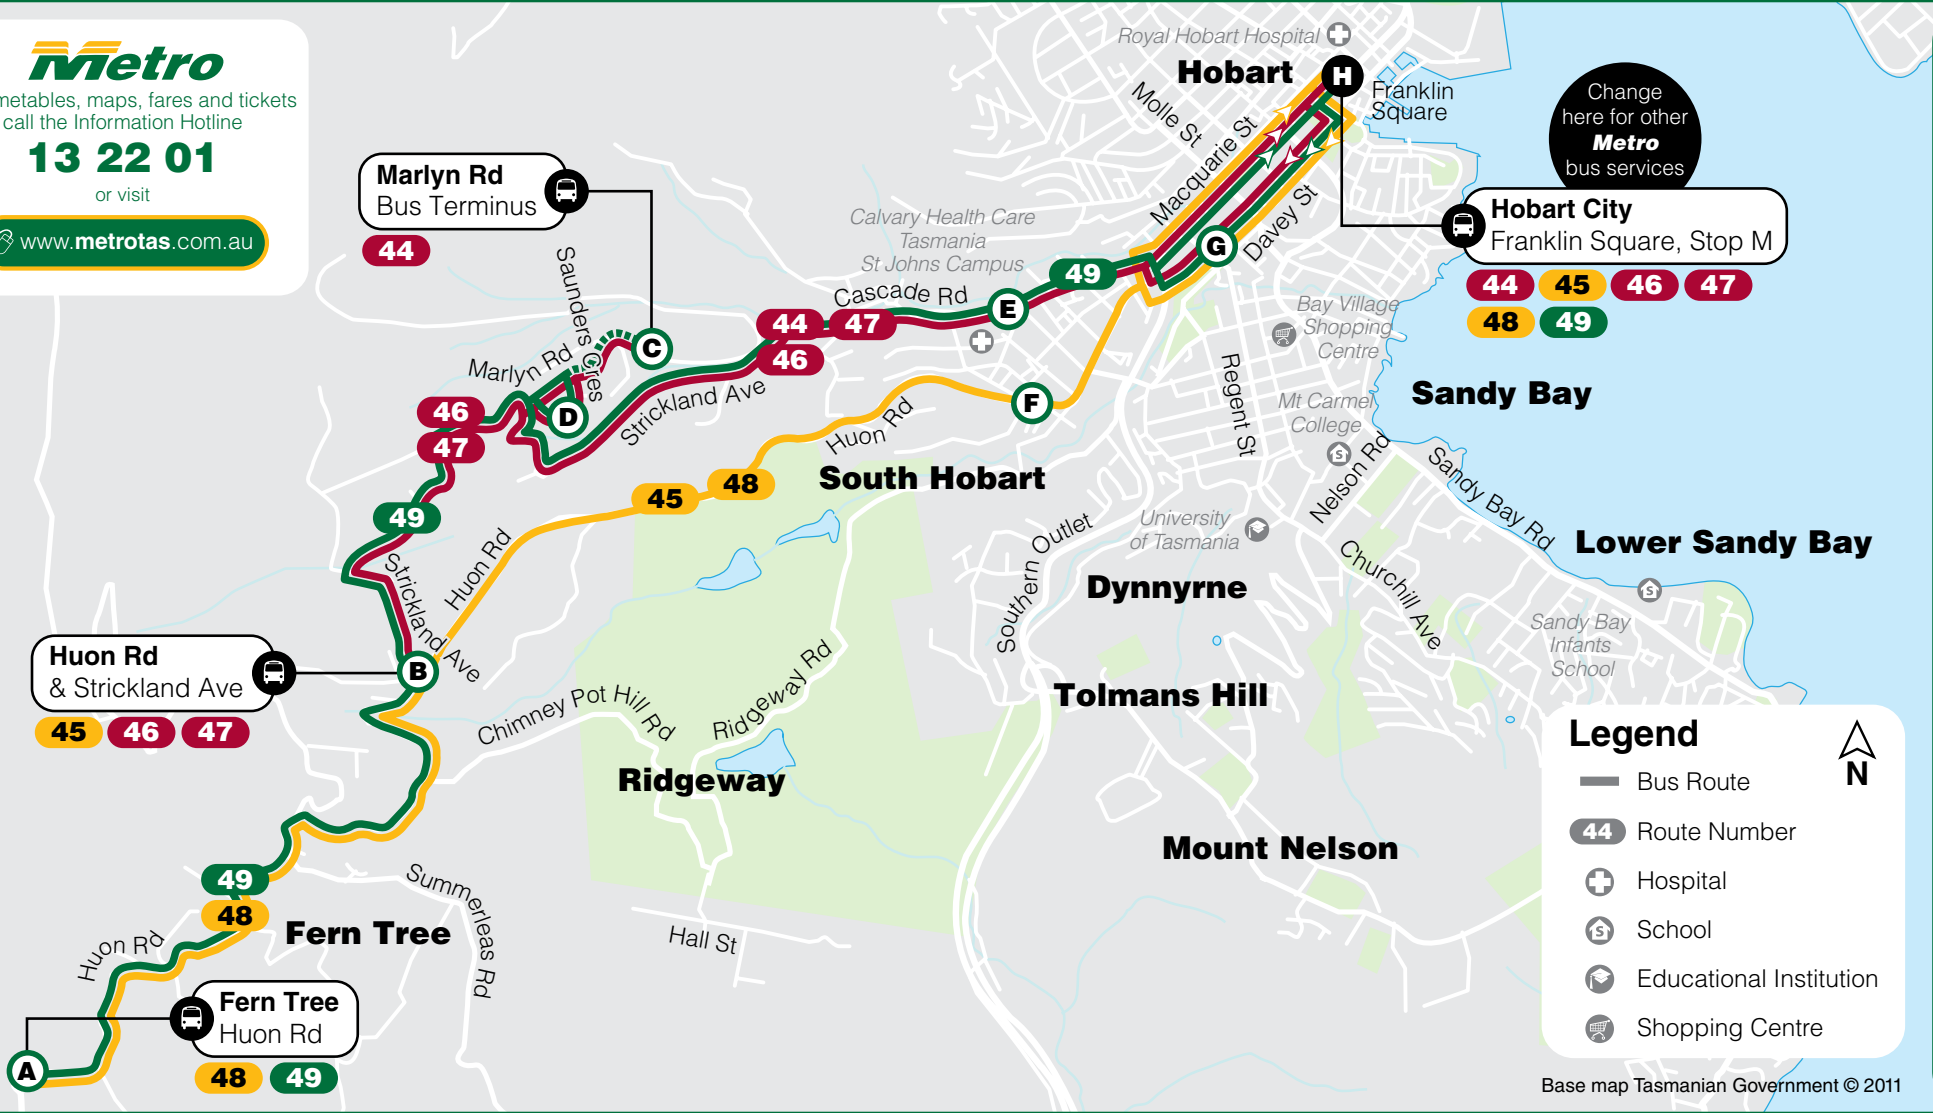 Metro
metables, maps, fares and tickets
call the Information Hotline
13 22 01
or visit
www.metrotas.com.au
Royal Hobart Hospital
Hobart
H
Franklin
Square
Molle St
Macquarie St
Davey St
G
Change
here for other
Metro
bus services
Hobart City
Franklin Square, Stop M
44 45 46 47
48 49
Marlyn Rd
Bus Terminus
44
Saunders Cres
Marlyn Rd
C
D
Calvary Health Care
Tasmania
St Johns Campus
Cascade Rd
E
49
44 47
46
Strickland Ave
46
47
49
Strickland Ave
Huon Rd
F
Huon Rd
45 48
South Hobart
Bay Village
Shopping
Centre
Regent St
Mt Carmel
College
Nelson Rd
Sandy Bay
Sandy Bay Rd
Lower Sandy Bay
University
of Tasmania
Southern Outlet
Dynnyrne
Churchill Ave
Sandy Bay
Infants
School
Tolmans Hill
Mount Nelson
Huon Rd
& Strickland Ave
B
45 46 47
Chimney Pot Hill Rd
Ridgeway Rd
Ridgeway
Hall St
Summerleas Rd
49
48
Fern Tree
Huon Rd
Fern Tree
Huon Rd
A
48 49
Legend
N
Bus Route
44 Route Number
Hospital
S School
Educational Institution
Shopping Centre
Base map Tasmanian Government © 2011